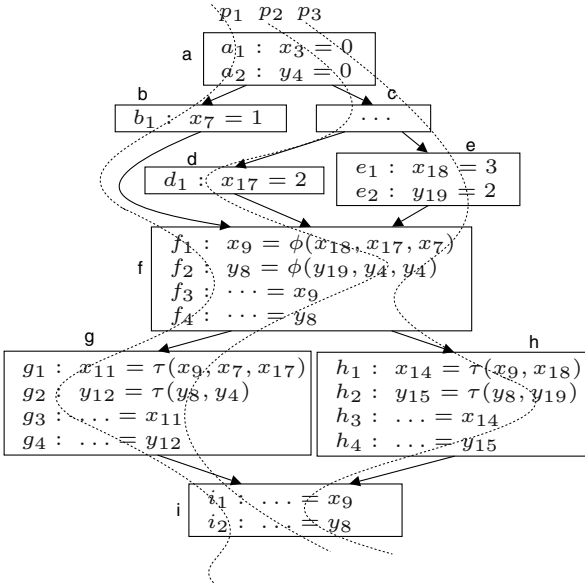 p₁ p₂ p₃
a
a₁ : x₃ = 0
a₂ : y₄ = 0
b
b₁ : x₇ = 1
c
· · ·
d
d₁ : x₁₇ = 2
e
e₁ : x₁₈ = 3
e₂ : y₁₉ = 2
f
f₁ : x₉ = ϕ(x₁₈, x₁₇, x₇)
f₂ : y₈ = ϕ(y₁₉, y₄, y₄)
f₃ : · · · = x₉
f₄ : · · · = y₈
g
g₁ : x₁₁ = τ(x₉, x₇, x₁₇)
g₂ y₁₂ = τ(y₈, y₄)
g₃ : . . . = x₁₁
g₄ : . . . = y₁₂
h
h₁ : x₁₄ = τ(x₉, x₁₈)
h₂ : y₁₅ = τ(y₈, y₁₉)
h₃ : . . . = x₁₄
h₄ : . . . = y₁₅
i
i₁ : . . . = x₉
i₂ : . . . = y₈